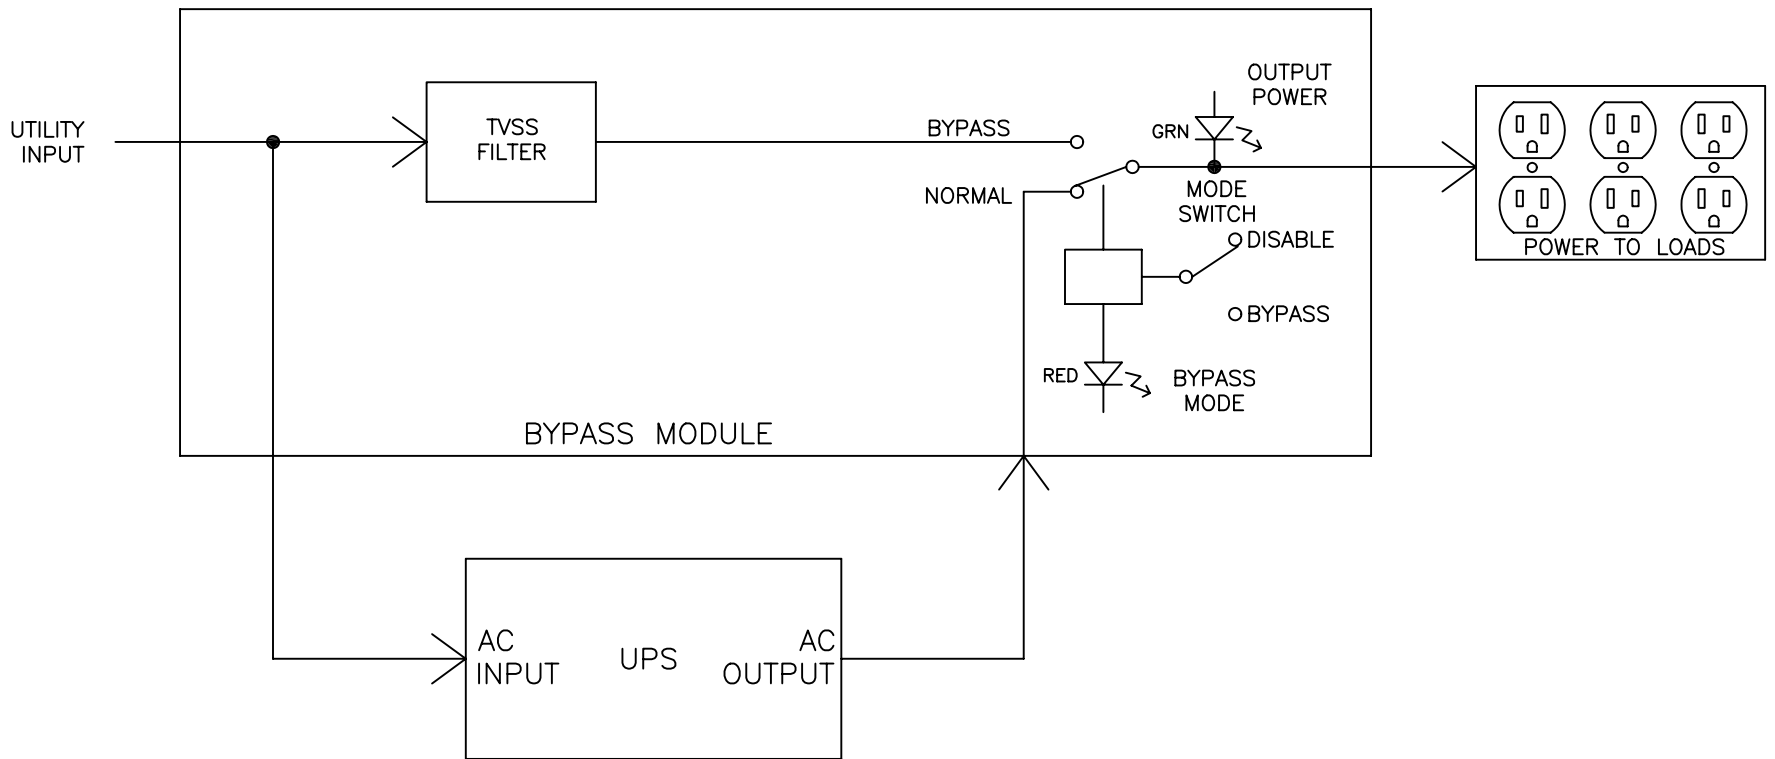 OUTPUT
POWER
UTILITY
INPUT
TVSS
FILTER
BYPASS
GRN
NORMAL
MODE
SWITCH
DISABLE
BYPASS
RED
BYPASS
MODE
BYPASS MODULE
POWER TO LOADS
AC
INPUT
UPS
AC
OUTPUT